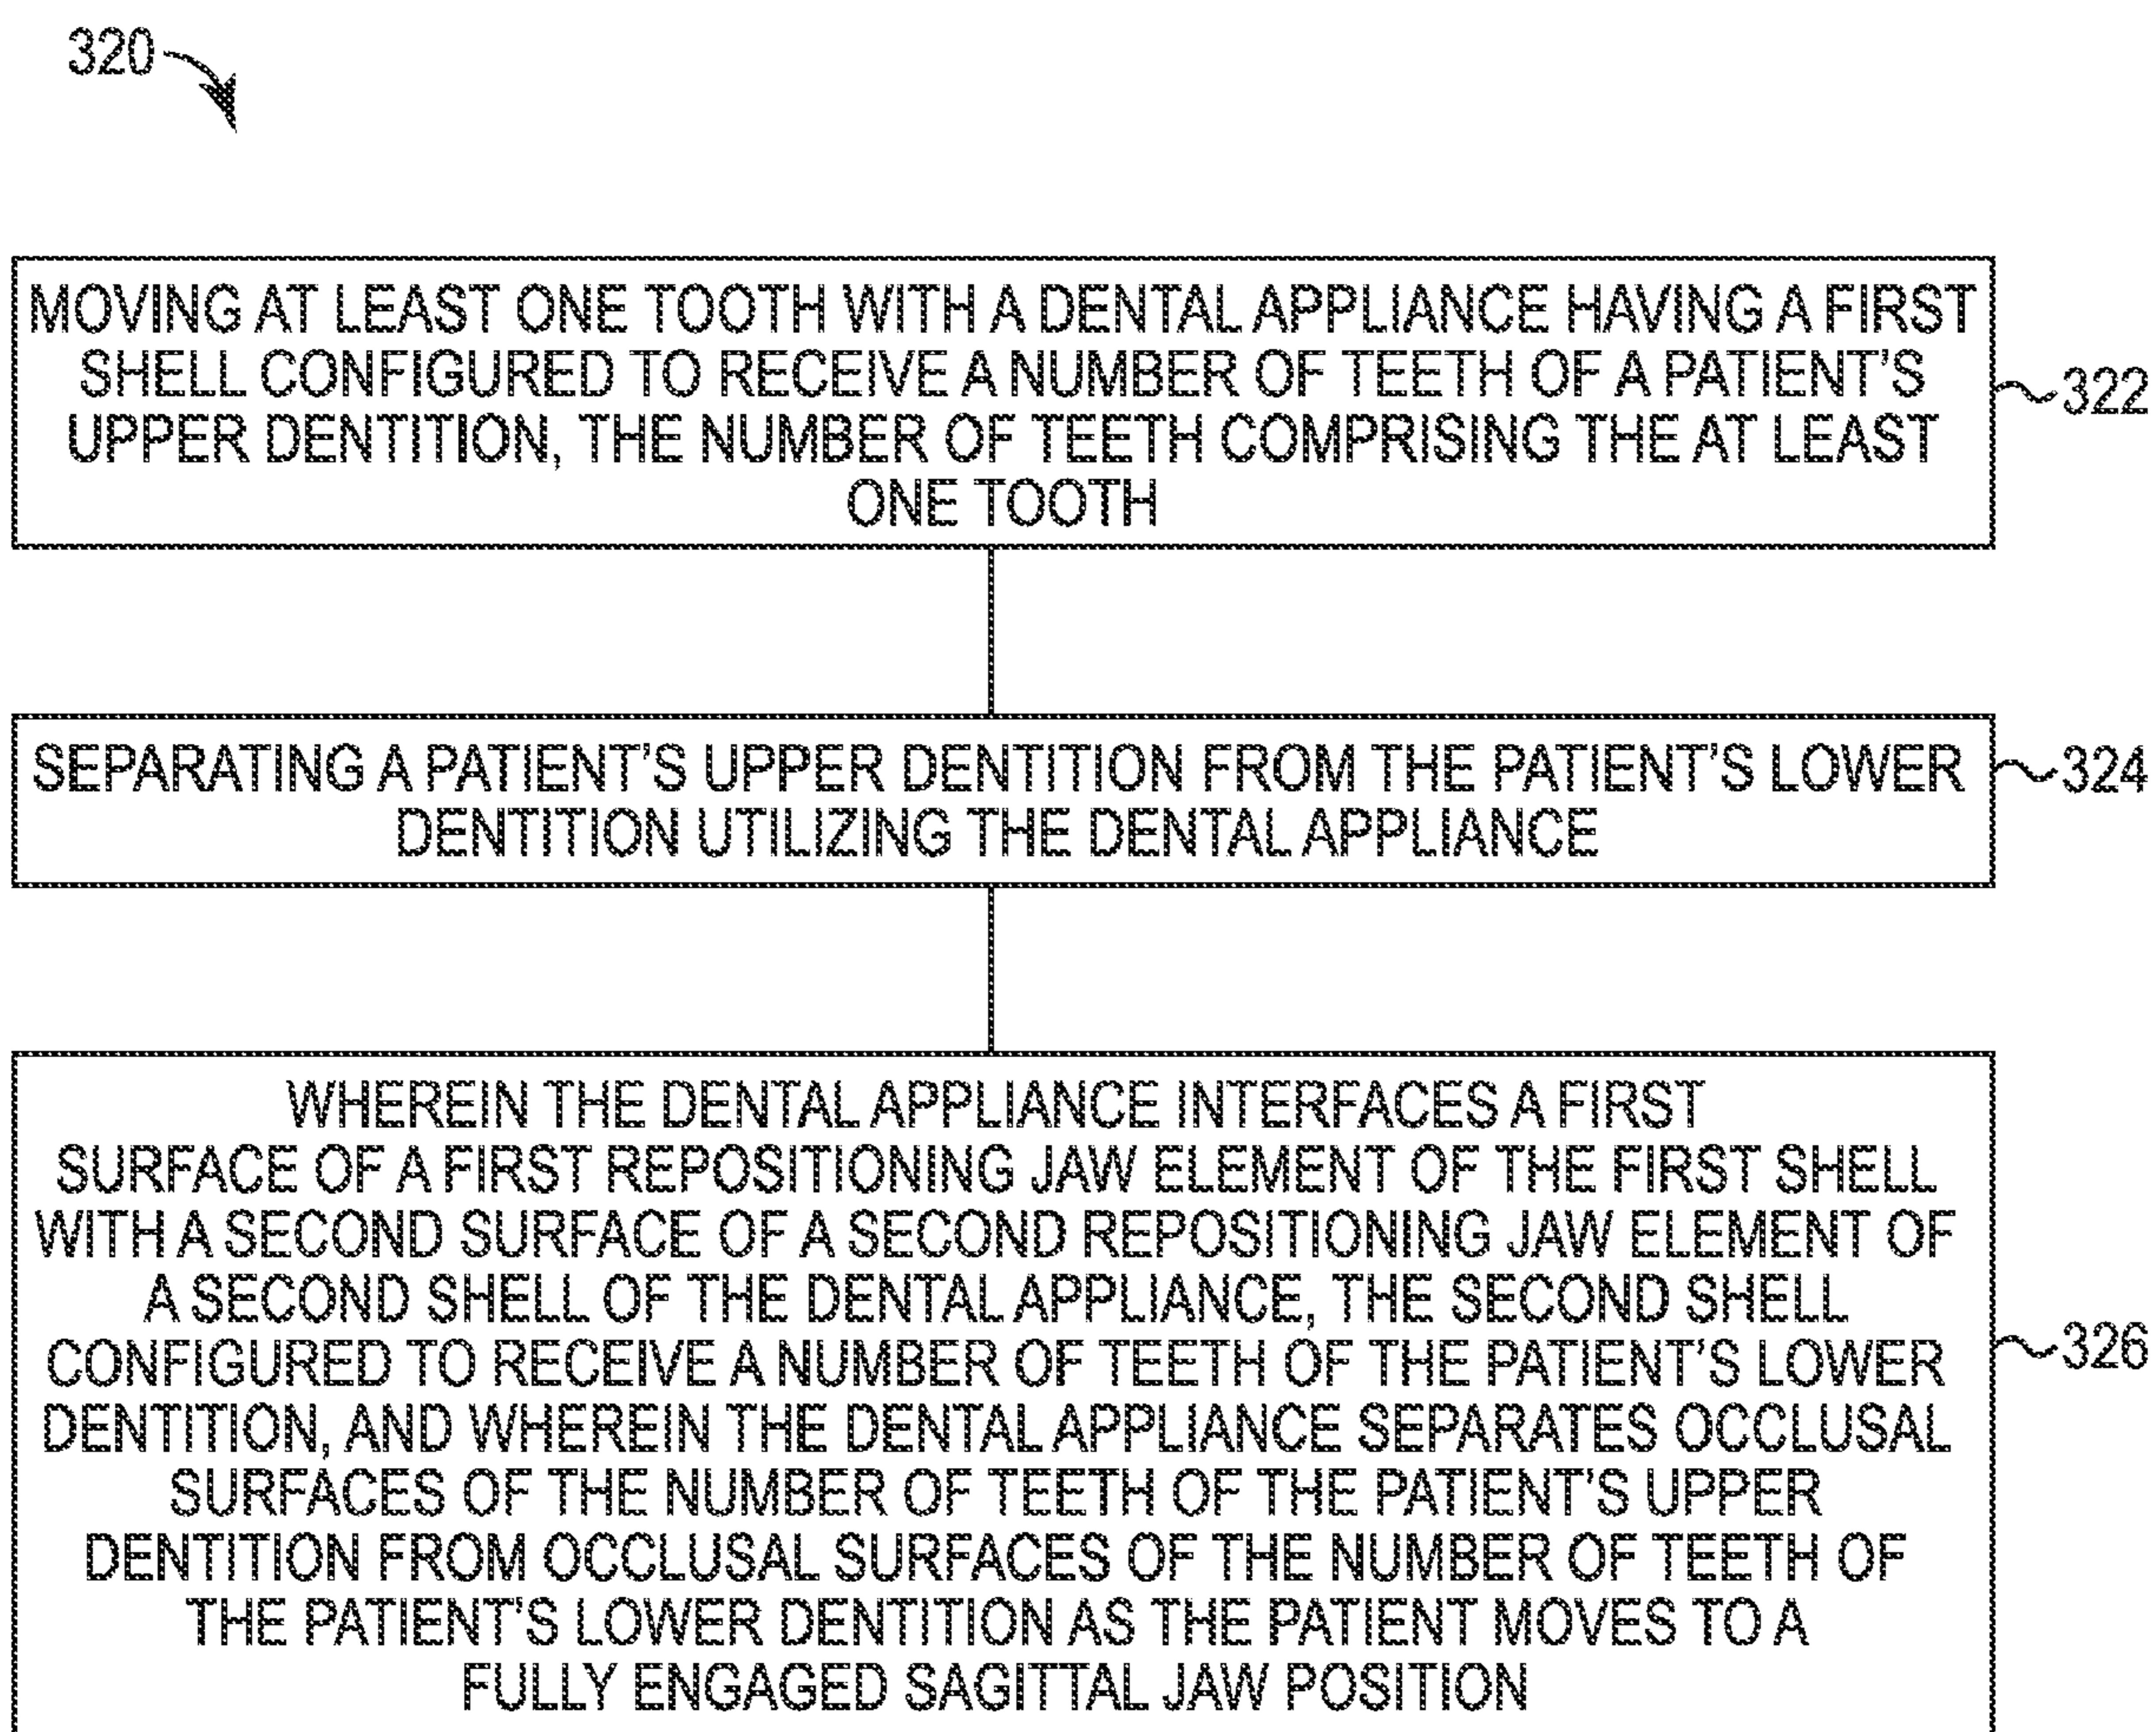 320
MOVING AT LEAST ONE TOOTH WITH A DENTAL APPLIANCE HAVING A FIRST
SHELL CONFIGURED TO RECEIVE A NUMBER OF TEETH OF A PATIENT'S
UPPER DENTITION, THE NUMBER OF TEETH COMPRISING THE AT LEAST
ONE TOOTH
322
SEPARATING A PATIENT'S UPPER DENTITION FROM THE PATIENT'S LOWER
DENTITION UTILIZING THE DENTAL APPLIANCE
324
WHEREIN THE DENTAL APPLIANCE INTERFACES A FIRST
SURFACE OF A FIRST REPOSITIONING JAW ELEMENT OF THE FIRST SHELL
WITH A SECOND SURFACE OF A SECOND REPOSITIONING JAW ELEMENT OF
A SECOND SHELL OF THE DENTAL APPLIANCE, THE SECOND SHELL
CONFIGURED TO RECEIVE A NUMBER OF TEETH OF THE PATIENT'S LOWER
DENTITION, AND WHEREIN THE DENTAL APPLIANCE SEPARATES OCCLUSAL
SURFACES OF THE NUMBER OF TEETH OF THE PATIENT'S UPPER
DENTITION FROM OCCLUSAL SURFACES OF THE NUMBER OF TEETH OF
THE PATIENT'S LOWER DENTITION AS THE PATIENT MOVES TO A
FULLY ENGAGED SAGITTAL JAW POSITION
326